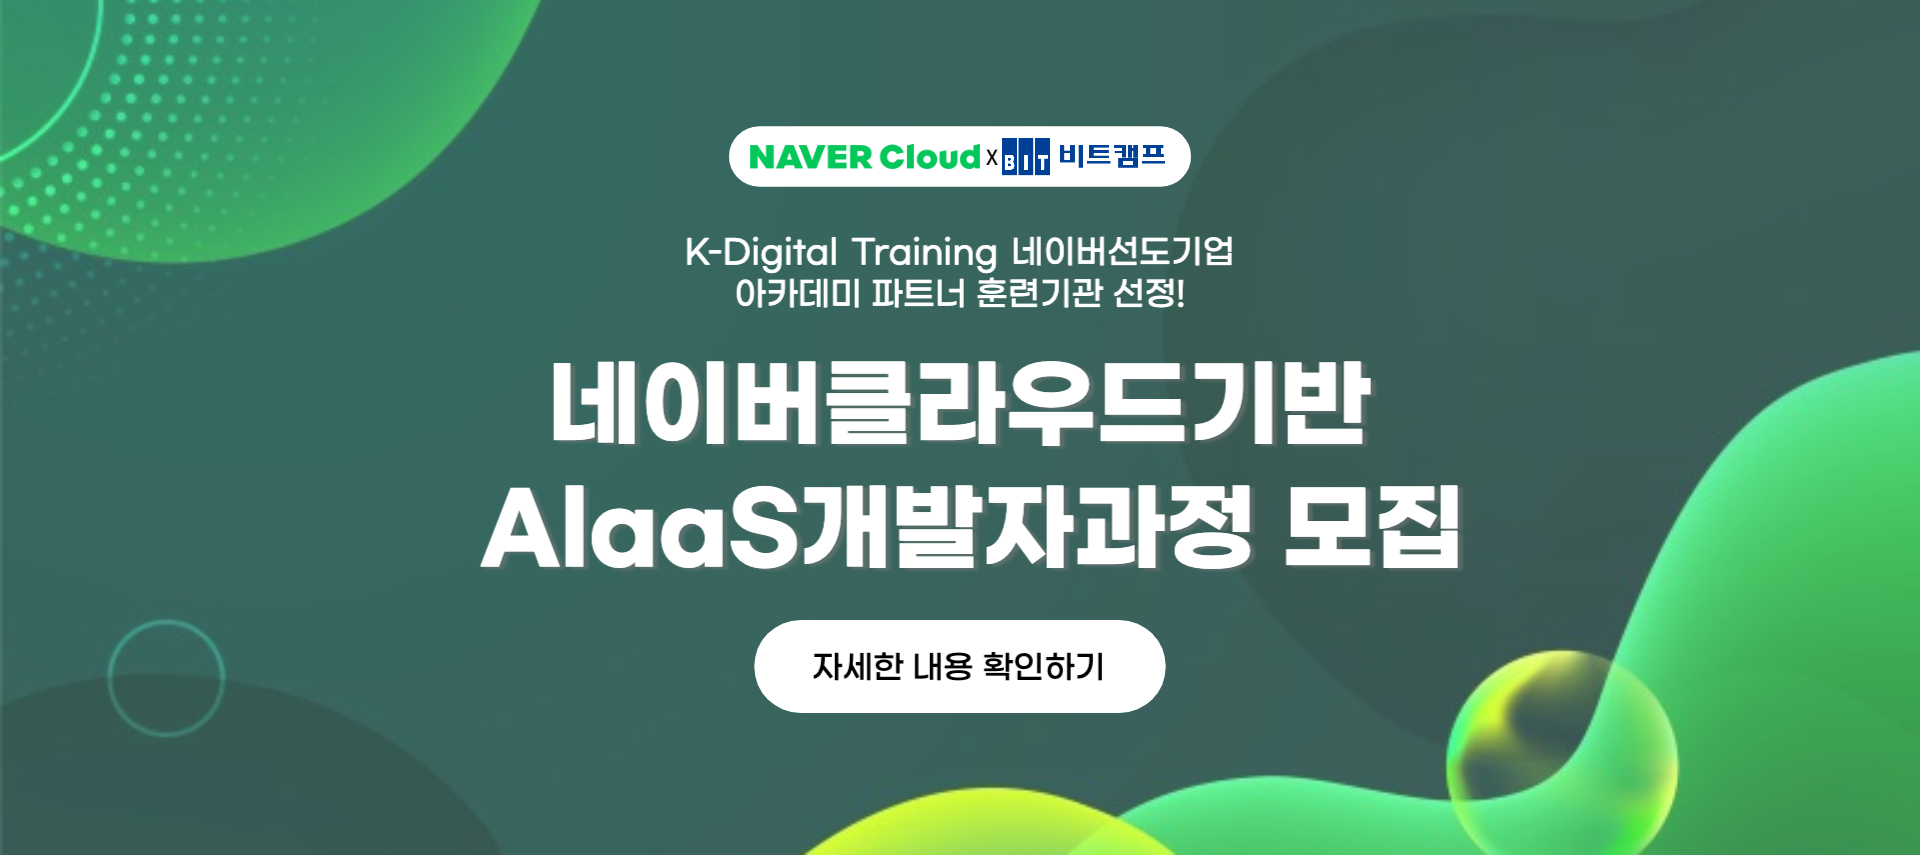 NAVER Cloud X BIT 비트캠프
K-Digital Training 네이버선도기업
아카데미 파트너 훈련기관 선정!
네이버클라우드기반
AIaaS개발자과정 모집
자세한 내용 확인하기